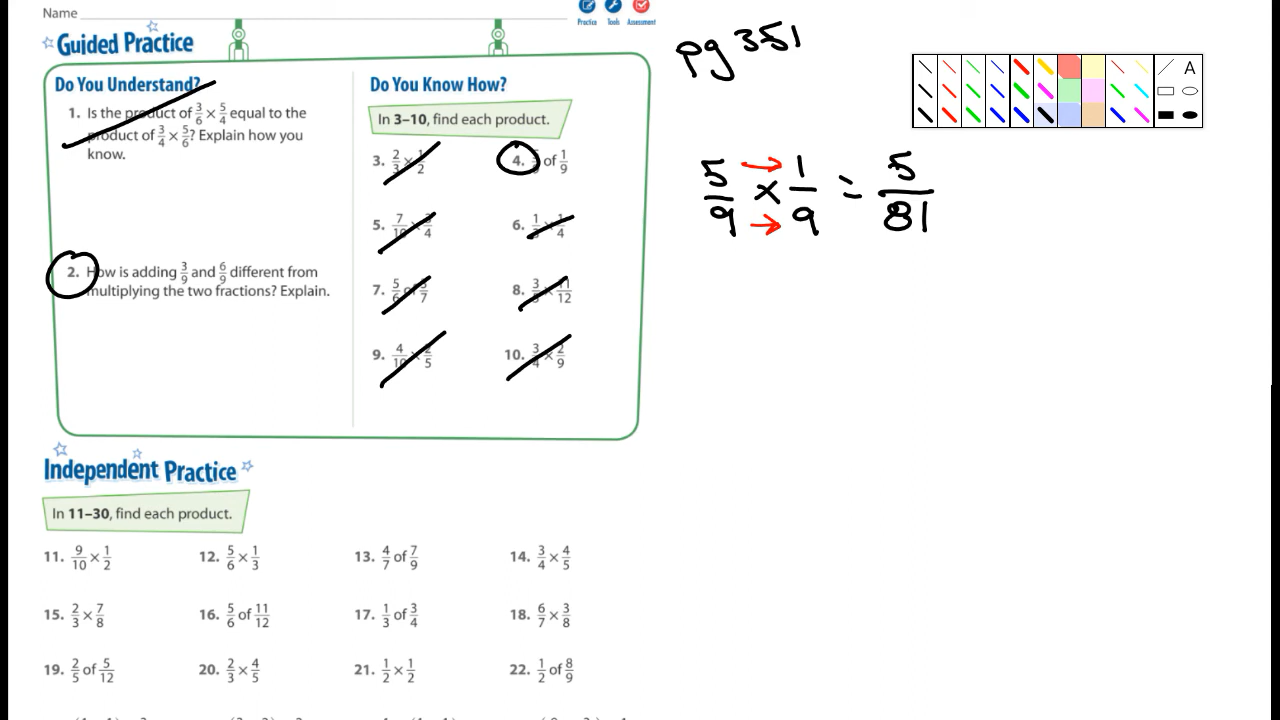 Name
Practice Tools Assessment
Guided Practice
Do You Understand?
1. Is the product of 3/6 × 5/4 equal to the
product of 3/4 × 5/6? Explain how you
know.
2. How is adding 3/9 and 6/9 different from
multiplying the two fractions? Explain.
Do You Know How?
In 3–10, find each product.
3. 2/3 × 1/2
4. of 1/9
5. 7/10 × 3/4
6. 1/3 × 1/4
7. 5/6 of 3/7
8. 3/ × 11/12
9. 4/10 × 2/5
10. 3/4 × 2/9
pg 351
A
5/9 × 1/9 = 5/81
Independent Practice
In 11–30, find each product.
11. 9/10 × 1/2
12. 5/6 × 1/3
13. 4/7 of 7/9
14. 3/4 × 4/5
15. 2/3 × 7/8
16. 5/6 of 11/12
17. 1/3 of 3/4
18. 6/7 × 3/8
19. 2/5 of 5/12
20. 2/3 × 4/5
21. 1/2 × 1/2
22. 1/2 of 8/9